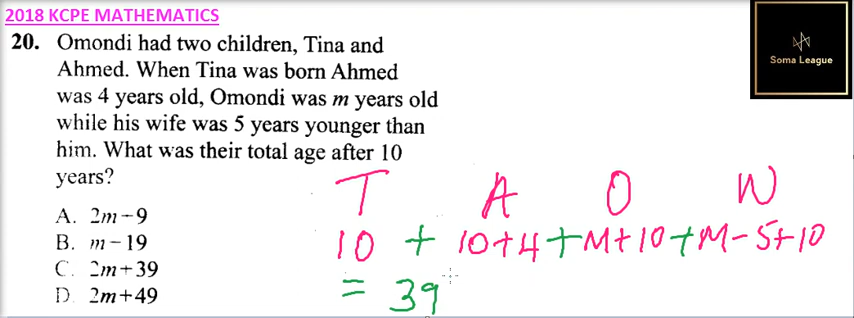 2018 KCPE MATHEMATICS
Soma League
20. Omondi had two children, Tina and
Ahmed. When Tina was born Ahmed
was 4 years old, Omondi was m years old
while his wife was 5 years younger than
him. What was their total age after 10
years?
A. 2m-9
B. m-19
C. 2m+39
D. 2m+49
T A O W
10 + 10+4+M+10+M-5+10
= 39